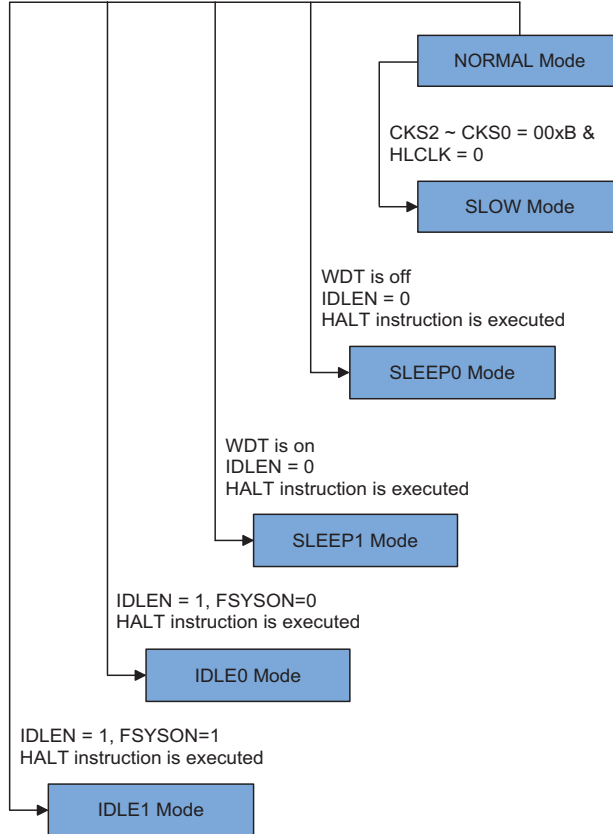 NORMAL Mode
CKS2 ~ CKS0 = 00xB &
HLCLK = 0
SLOW Mode
WDT is off
IDLEN = 0
HALT instruction is executed
SLEEP0 Mode
WDT is on
IDLEN = 0
HALT instruction is executed
SLEEP1 Mode
IDLEN = 1, FSYSON=0
HALT instruction is executed
IDLE0 Mode
IDLEN = 1, FSYSON=1
HALT instruction is executed
IDLE1 Mode